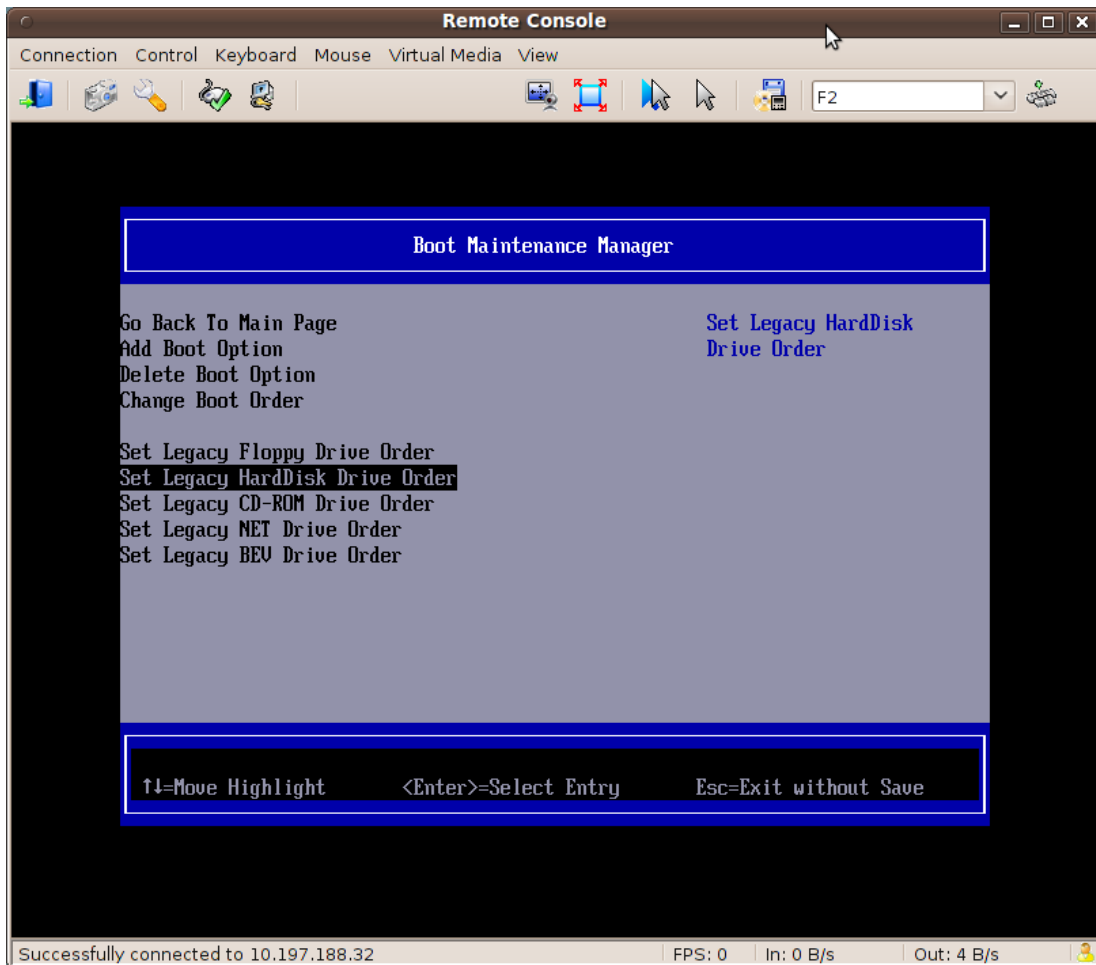 Remote Console
Connection Control Keyboard Mouse Virtual Media View
F2
Boot Maintenance Manager
Go Back To Main Page
Add Boot Option
Delete Boot Option
Change Boot Order
Set Legacy Floppy Drive Order
Set Legacy HardDisk Drive Order
Set Legacy CD-ROM Drive Order
Set Legacy NET Drive Order
Set Legacy BEV Drive Order
Set Legacy HardDisk
Drive Order
↑↓=Move Highlight <Enter>=Select Entry Esc=Exit without Save
Successfully connected to 10.197.188.32 FPS: 0 In: 0 B/s Out: 4 B/s